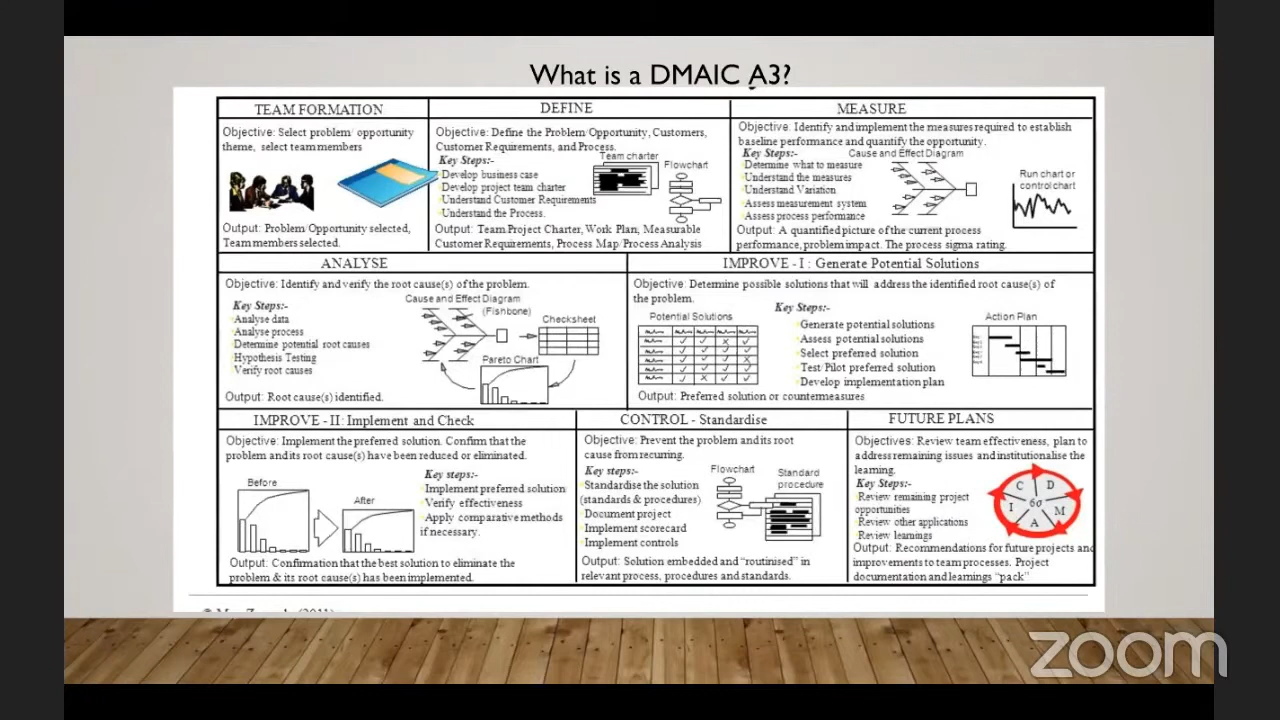 What is a DMAIC A3?
TEAM FORMATION
Objective: Select problem/ opportunity
theme, select team members
Output: Problem/Opportunity selected,
Team members selected.
DEFINE
Objective: Define the Problem/Opportunity, Customers,
Customer Requirements, and Process.
Key Steps:-
Develop business case
Develop project team charter
Understand Customer Requirements
Understand the Process.
Team charter
Flowchart
Output: Team Project Charter, Work Plan, Measurable
Customer Requirements, Process Map/Process Analysis
MEASURE
Objective: Identify and implement the measures required to establish
baseline performance and quantify the opportunity.
Key Steps:-
Determine what to measure
Understand the measures
Understand Variation
Assess measurement system
Assess process performance
Cause and Effect Diagram
Run chart or
control chart
Output: A quantified picture of the current process
performance, problem impact. The process sigma rating.
ANALYSE
Objective: Identify and verify the root cause(s) of the problem.
Key Steps:-
Analyse data
Analyse process
Determine potential root causes
Hypothesis Testing
Verify root causes
Cause and Effect Diagram
(Fishbone)
Checksheet
Pareto Chart
Output: Root cause(s) identified.
IMPROVE - I : Generate Potential Solutions
Objective: Determine possible solutions that will address the identified root cause(s) of
the problem.
Potential Solutions
Key Steps:-
Generate potential solutions
Assess potential solutions
Select preferred solution
Test/Pilot preferred solution
Develop implementation plan
Action Plan
Output: Preferred solution or countermeasures
IMPROVE - II: Implement and Check
Objective: Implement the preferred solution. Confirm that the
problem and its root cause(s) have been reduced or eliminated.
Before
After
Key steps:-
Implement preferred solution
Verify effectiveness
Apply comparative methods
if necessary.
Output: Confirmation that the best solution to eliminate the
problem & its root cause(s) has been implemented.
CONTROL - Standardise
Objective: Prevent the problem and its root
cause from recurring.
Key steps:-
Standardise the solution
(standards & procedures)
Document project
Implement scorecard
Implement controls
Flowchart
Standard
procedure
Output: Solution embedded and "routinised" in
relevant process, procedures and standards.
FUTURE PLANS
Objectives: Review team effectiveness, plan to
address remaining issues and institutionalise the
learning.
Key Steps:-
Review remaining project
opportunities
Review other applications
Review learnings
C D
I 6σ M
A
Output: Recommendations for future projects and
improvements to team processes. Project
documentation and learnings "pack"
zoom